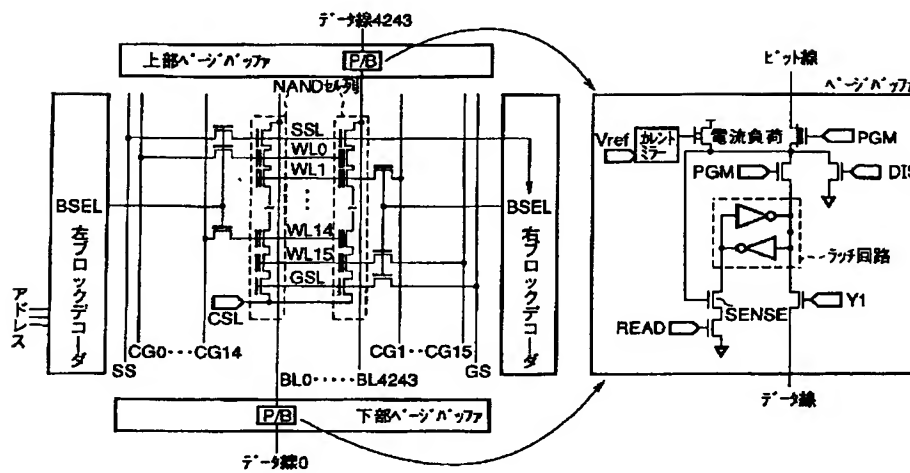 データ線4243
上部ページバッファ
P/B
NANDセル列
SSL
WL0
WL1
WL14
WL15
GSL
CSL
BSEL
左ブロックデコーダ
アドレス
BSEL
右ブロックデコーダ
SS
CG0・・・CG14
CG1・・CG15
GS
BL0・・・・・・BL4243
P/B
下部ページバッファ
データ線0
ビット線
ページバッファ
Vref
カレントミラー
電流負荷
PGM
PGM
DIS
ラッチ回路
SENSE
Y1
READ
データ線